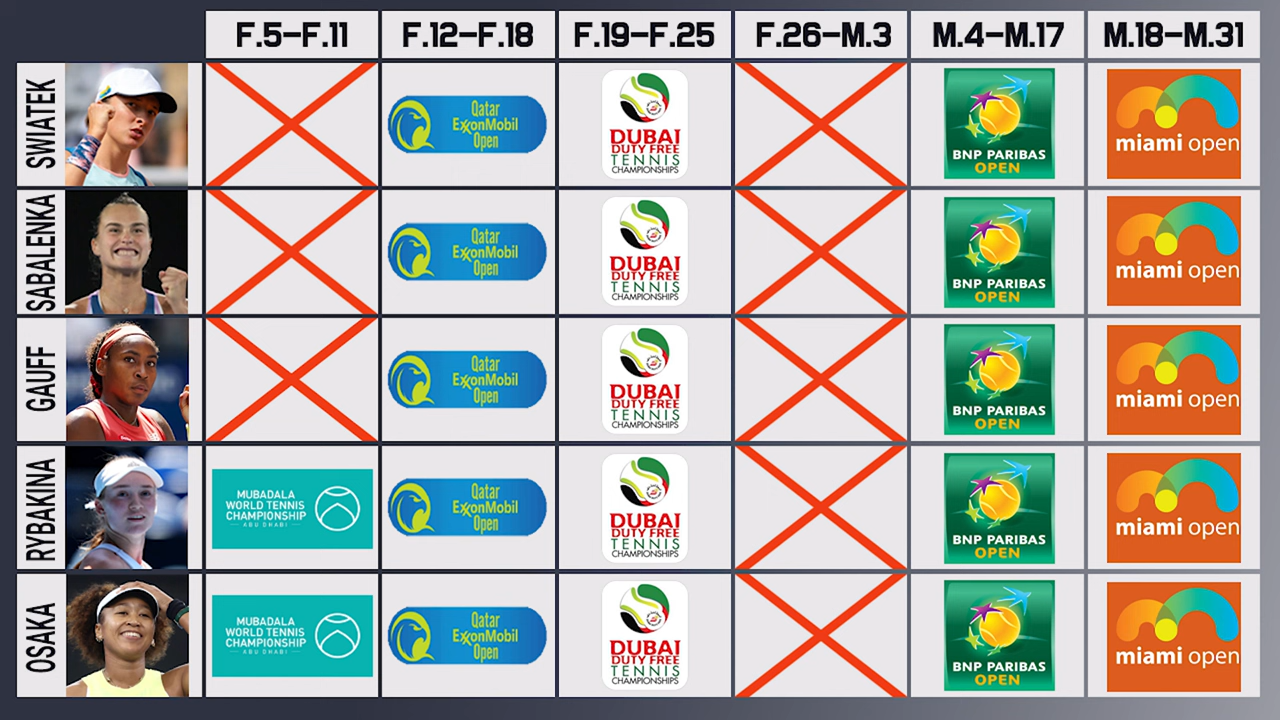 F.5–F.11
F.12–F.18
F.19–F.25
F.26–M.3
M.4–M.17
M.18–M.31
SWIATEK
Qatar
ExxonMobil
Open
DUBAI
DUTY FREE
TENNIS
CHAMPIONSHIPS
BNP PARIBAS
OPEN
miami open
SABALENKA
Qatar
ExxonMobil
Open
DUBAI
DUTY FREE
TENNIS
CHAMPIONSHIPS
BNP PARIBAS
OPEN
miami open
GAUFF
Qatar
ExxonMobil
Open
DUBAI
DUTY FREE
TENNIS
CHAMPIONSHIPS
BNP PARIBAS
OPEN
miami open
RYBAKINA
MUBADALA
WORLD TENNIS
CHAMPIONSHIP
ABU DHABI
Qatar
ExxonMobil
Open
DUBAI
DUTY FREE
TENNIS
CHAMPIONSHIPS
BNP PARIBAS
OPEN
miami open
OSAKA
MUBADALA
WORLD TENNIS
CHAMPIONSHIP
ABU DHABI
Qatar
ExxonMobil
Open
DUBAI
DUTY FREE
TENNIS
CHAMPIONSHIPS
BNP PARIBAS
OPEN
miami open